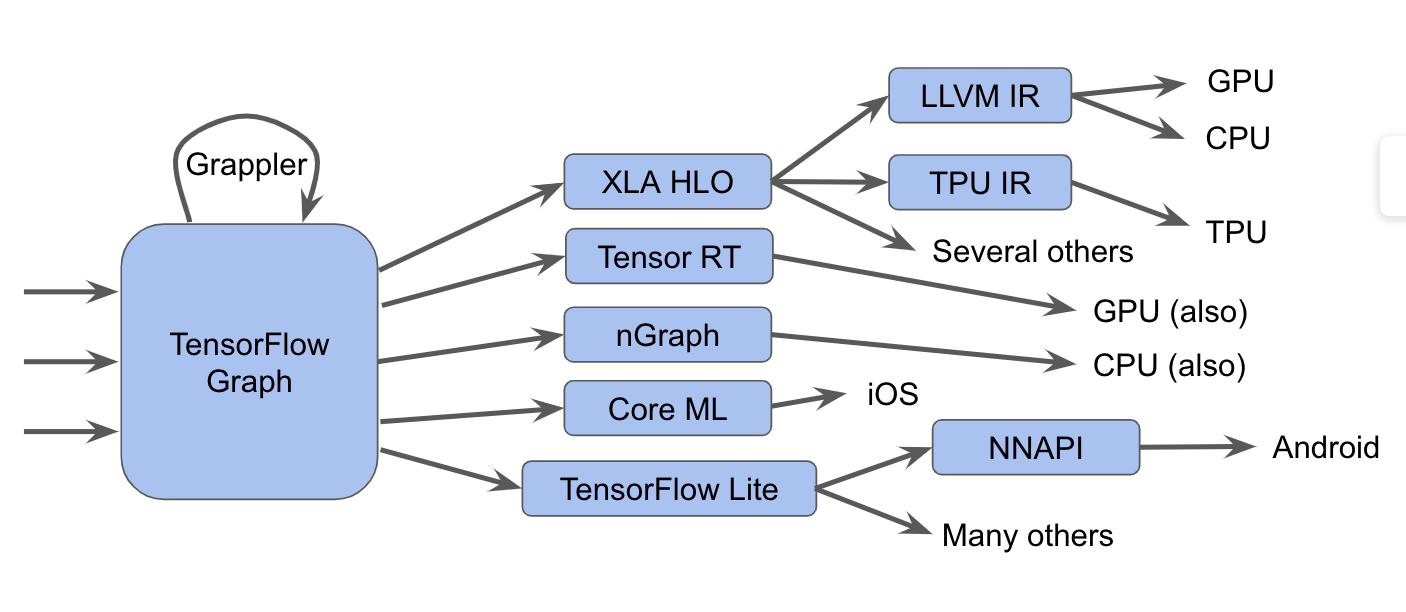 GPU
LLVM IR
CPU
Grappler
XLA HLO
TPU IR
TPU
Several others
Tensor RT
GPU (also)
TensorFlow
Graph
nGraph
CPU (also)
Core ML
iOS
NNAPI
Android
TensorFlow Lite
Many others